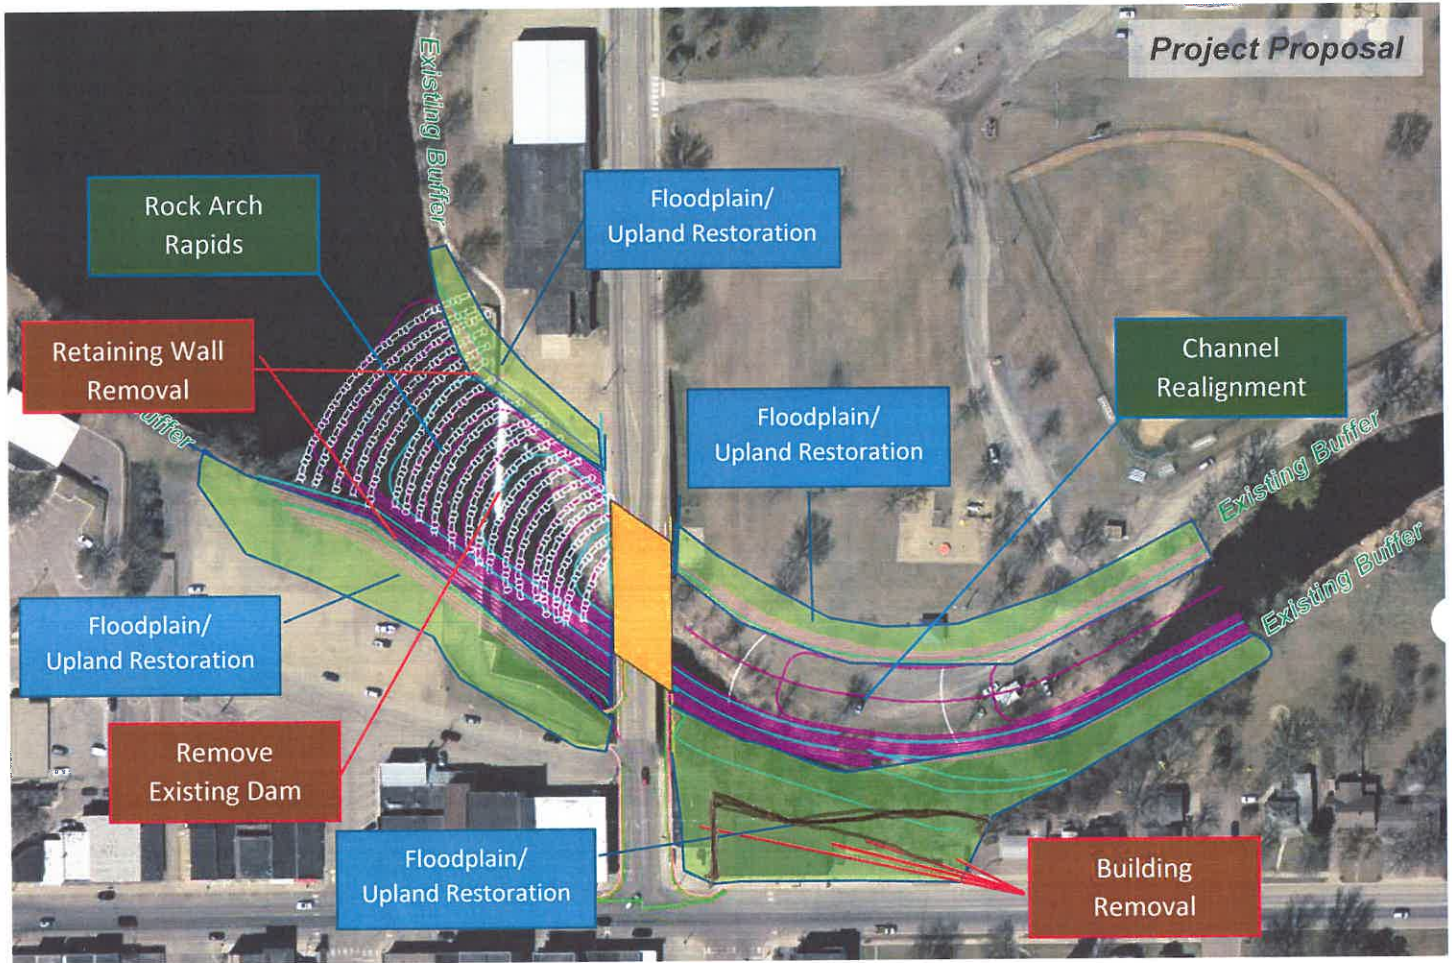 Project Proposal
Existing Buffer
Rock Arch
Rapids
Floodplain/
Upland Restoration
Retaining Wall
Removal
Buffer
Channel
Realignment
Floodplain/
Upland Restoration
Existing Buffer
Existing Buffer
Floodplain/
Upland Restoration
Remove
Existing Dam
Floodplain/
Upland Restoration
Building
Removal